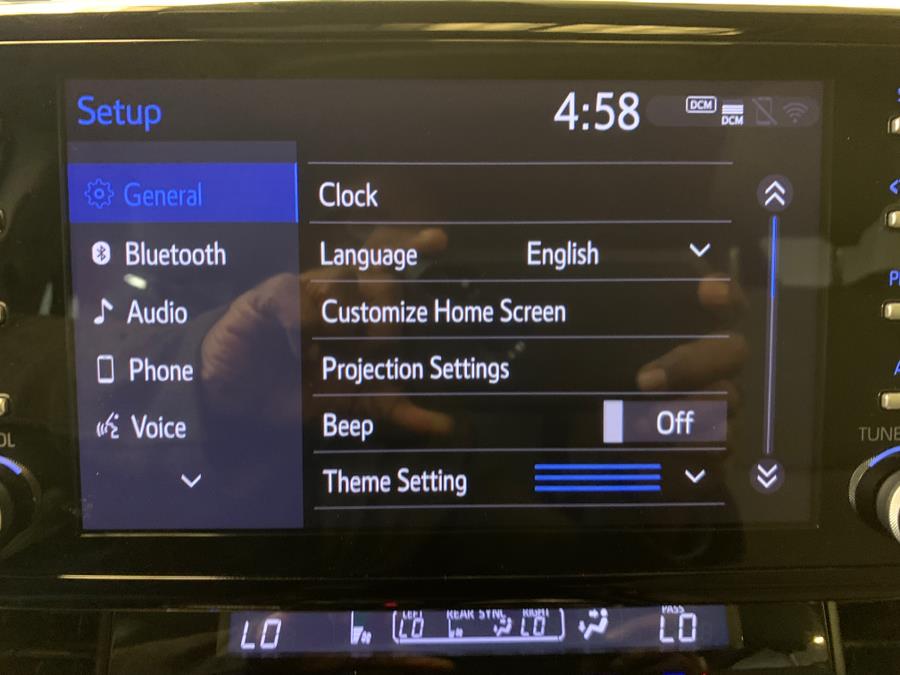 Setup
4:58
DCM
DCM
General
Bluetooth
Audio
Phone
Voice
Clock
Language English
Customize Home Screen
Projection Settings
Beep Off
Theme Setting
TUNE
LO
LEFT REAR SYNC RIGHT
LO LO
PASS
LO